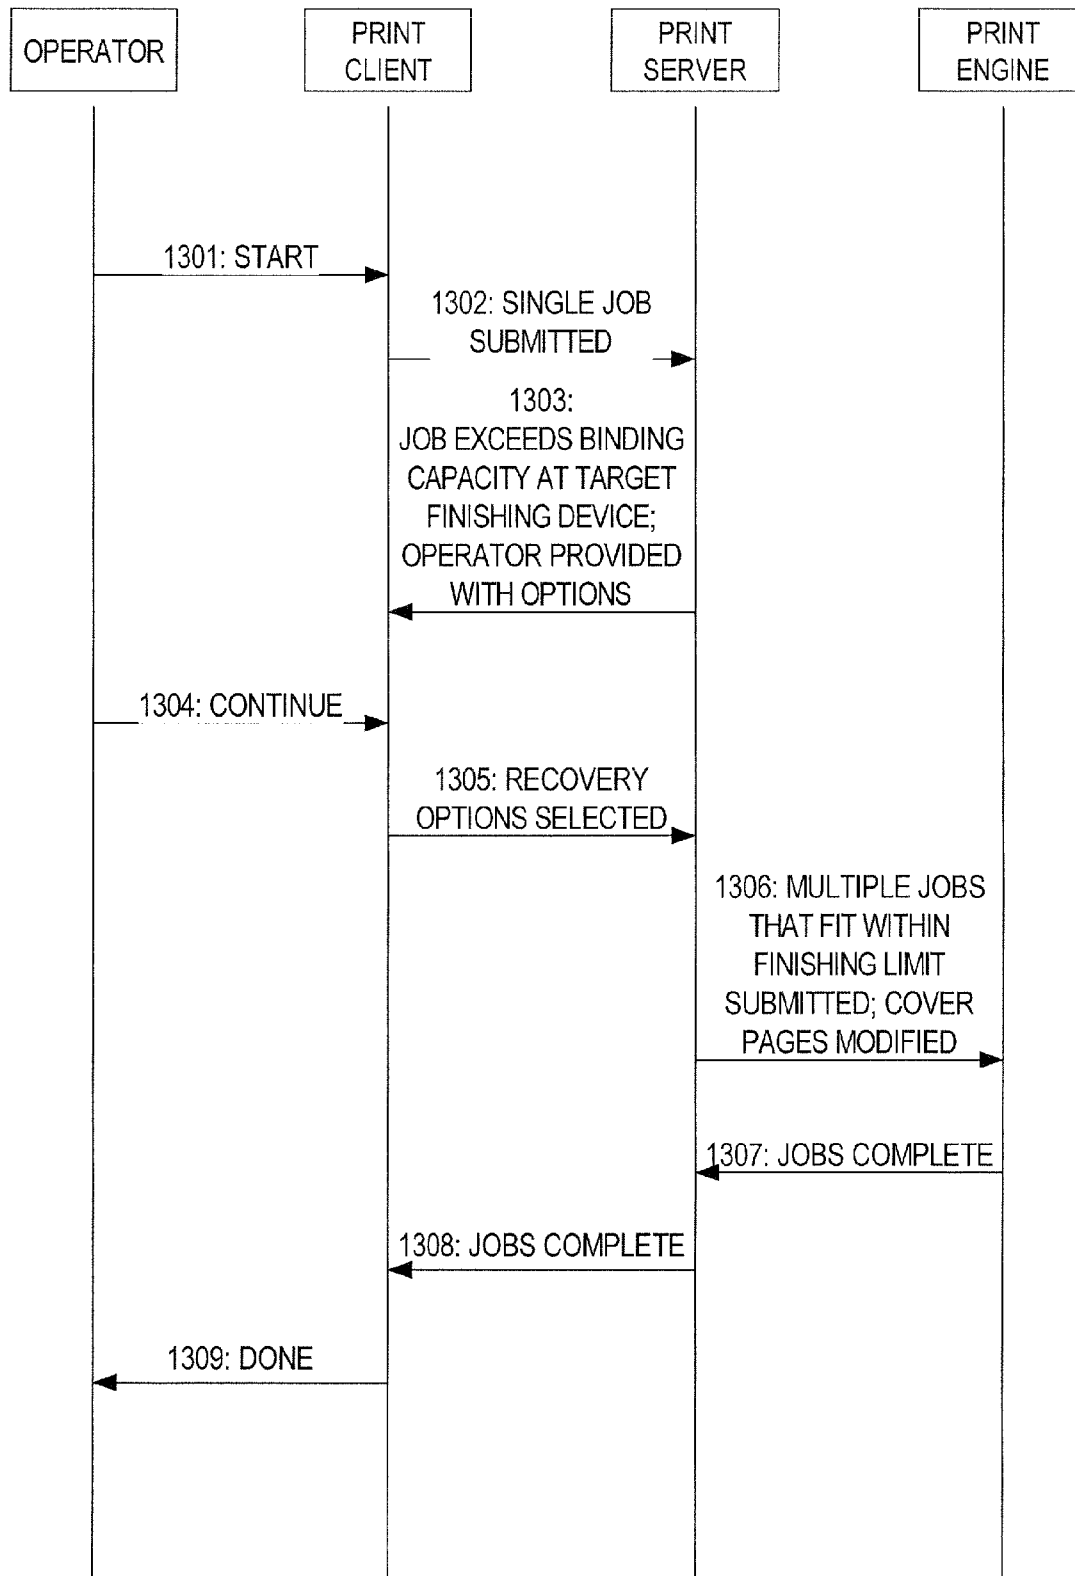 OPERATOR
PRINT
CLIENT
PRINT
SERVER
PRINT
ENGINE
1301: START
1302: SINGLE JOB
SUBMITTED
1303:
JOB EXCEEDS BINDING
CAPACITY AT TARGET
FINISHING DEVICE;
OPERATOR PROVIDED
WITH OPTIONS
1304: CONTINUE
1305: RECOVERY
OPTIONS SELECTED
1306: MULTIPLE JOBS
THAT FIT WITHIN
FINISHING LIMIT
SUBMITTED; COVER
PAGES MODIFIED
1307: JOBS COMPLETE
1308: JOBS COMPLETE
1309: DONE